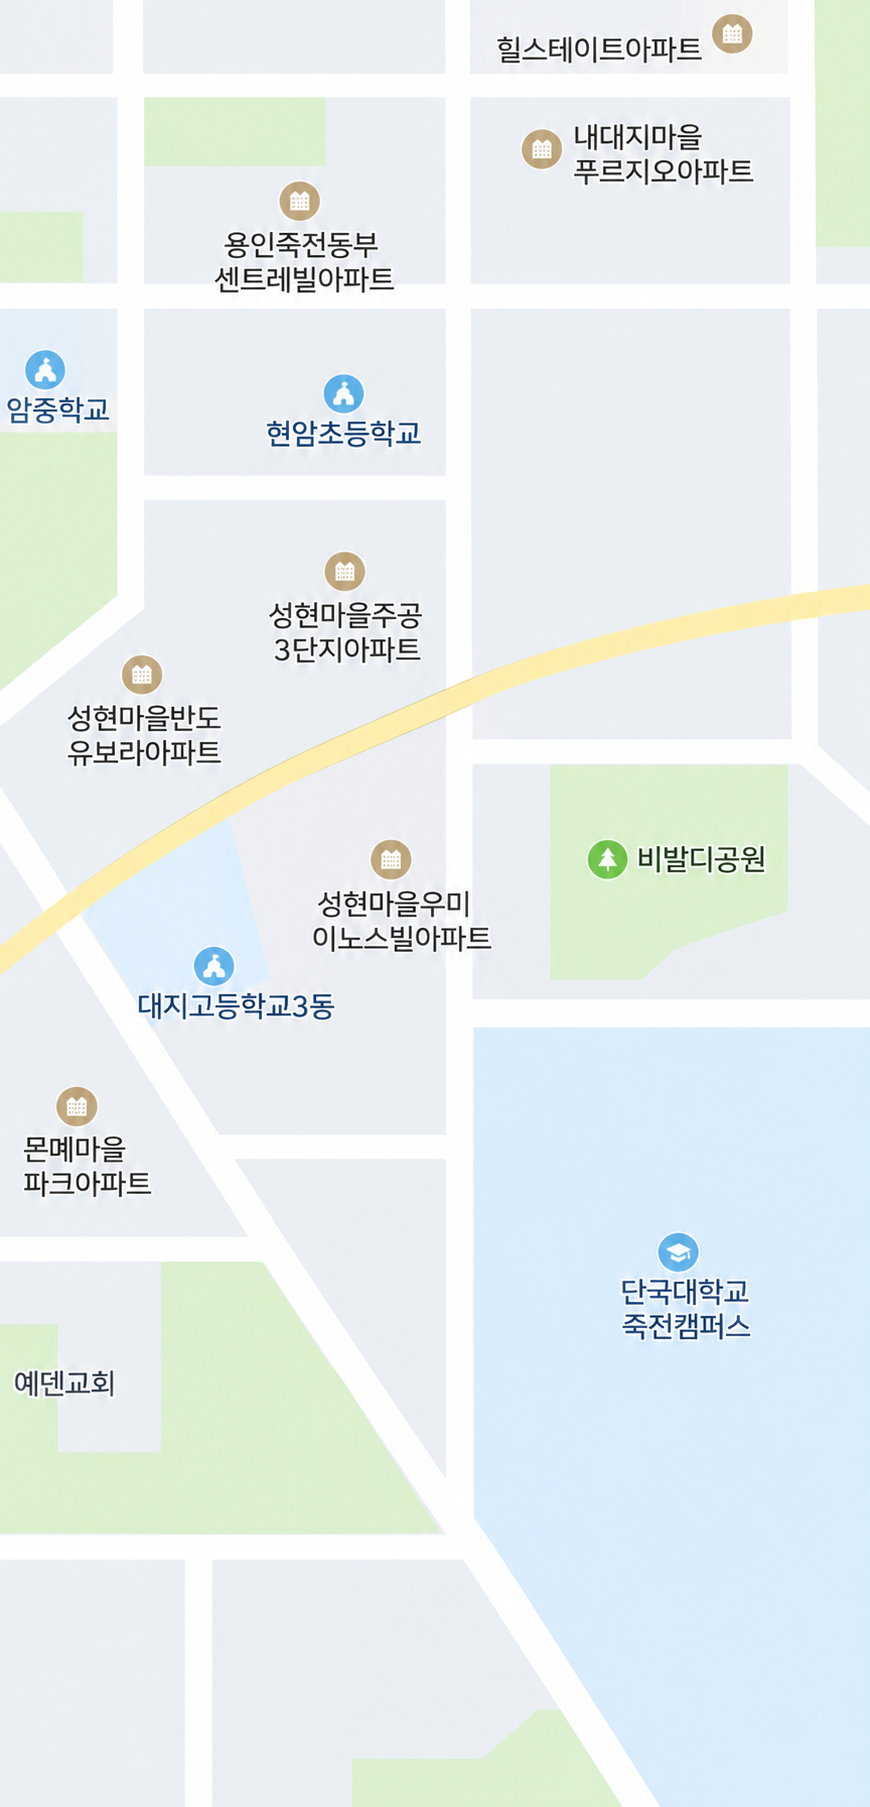 힐스테이트아파트
내대지마을
푸르지오아파트
용인죽전동부
센트레빌아파트
암중학교
현암초등학교
성현마을주공
3단지아파트
성현마을반도
유보라아파트
비발디공원
성현마을우미
이노스빌아파트
대지고등학교3동
몬몌마을
파크아파트
단국대학교
죽전캠퍼스
예덴교회